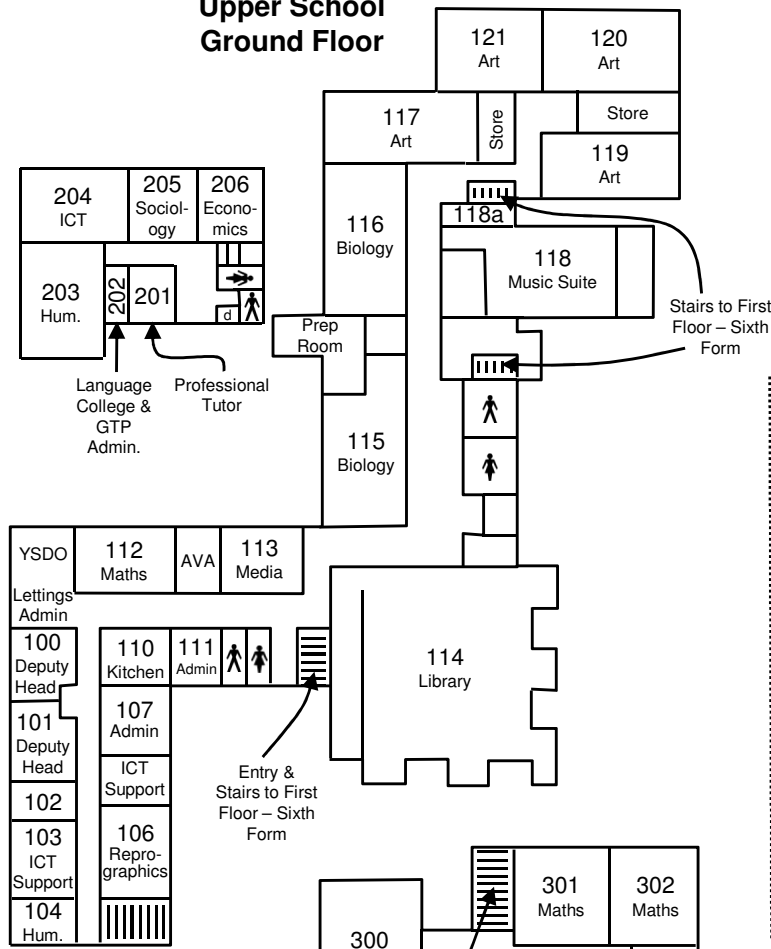 Upper School
Ground Floor
121
Art
120
Art
117
Art
Store
Store
119
Art
204
ICT
205
Sociol-
ogy
206
Econo-
mics
116
Biology
118a
118
Music Suite
203
Hum.
202
201
d
Stairs to First
Floor – Sixth
Form
Prep
Room
Language
College &
GTP
Admin.
Professional
Tutor
115
Biology
YSDO
112
Maths
AVA
113
Media
Lettings
Admin
100
Deputy
Head
110
Kitchen
111
Admin
114
Library
101
Deputy
Head
107
Admin
ICT
Support
Entry &
Stairs to First
Floor – Sixth
Form
102
103
ICT
Support
106
Repro-
graphics
104
Hum.
301
Maths
302
Maths
300